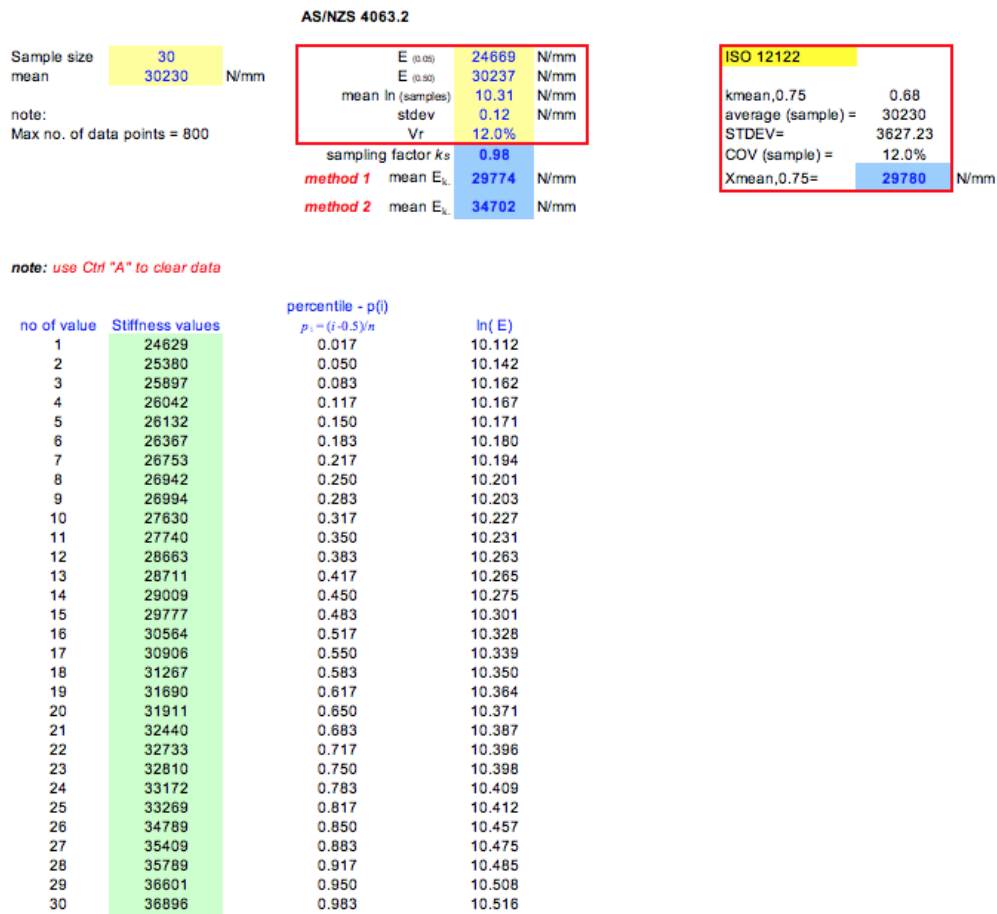 AS/NZS 4063.2
Sample size 30 E (0.05) 24669 N/mm ISO 12122
mean 30230 N/mm E (0.50) 30237 N/mm
mean ln (samples) 10.31 N/mm kmean,0.75 0.68
note: stdev 0.12 N/mm average (sample) = 30230
Max no. of data points = 800 Vr 12.0% STDEV= 3627.23
sampling factor ks 0.98 COV (sample) = 12.0%
method 1 mean Ek. 29774 N/mm Xmean,0.75= 29780 N/mm
method 2 mean Ek. 34702 N/mm
note: use Ctrl "A" to clear data
percentile - p(i)
no of value Stiffness values pi = (i -0.5)/n ln( E)
1 24629 0.017 10.112
2 25380 0.050 10.142
3 25897 0.083 10.162
4 26042 0.117 10.167
5 26132 0.150 10.171
6 26367 0.183 10.180
7 26753 0.217 10.194
8 26942 0.250 10.201
9 26994 0.283 10.203
10 27630 0.317 10.227
11 27740 0.350 10.231
12 28663 0.383 10.263
13 28711 0.417 10.265
14 29009 0.450 10.275
15 29777 0.483 10.301
16 30564 0.517 10.328
17 30906 0.550 10.339
18 31267 0.583 10.350
19 31690 0.617 10.364
20 31911 0.650 10.371
21 32440 0.683 10.387
22 32733 0.717 10.396
23 32810 0.750 10.398
24 33172 0.783 10.409
25 33269 0.817 10.412
26 34789 0.850 10.457
27 35409 0.883 10.475
28 35789 0.917 10.485
29 36601 0.950 10.508
30 36896 0.983 10.516